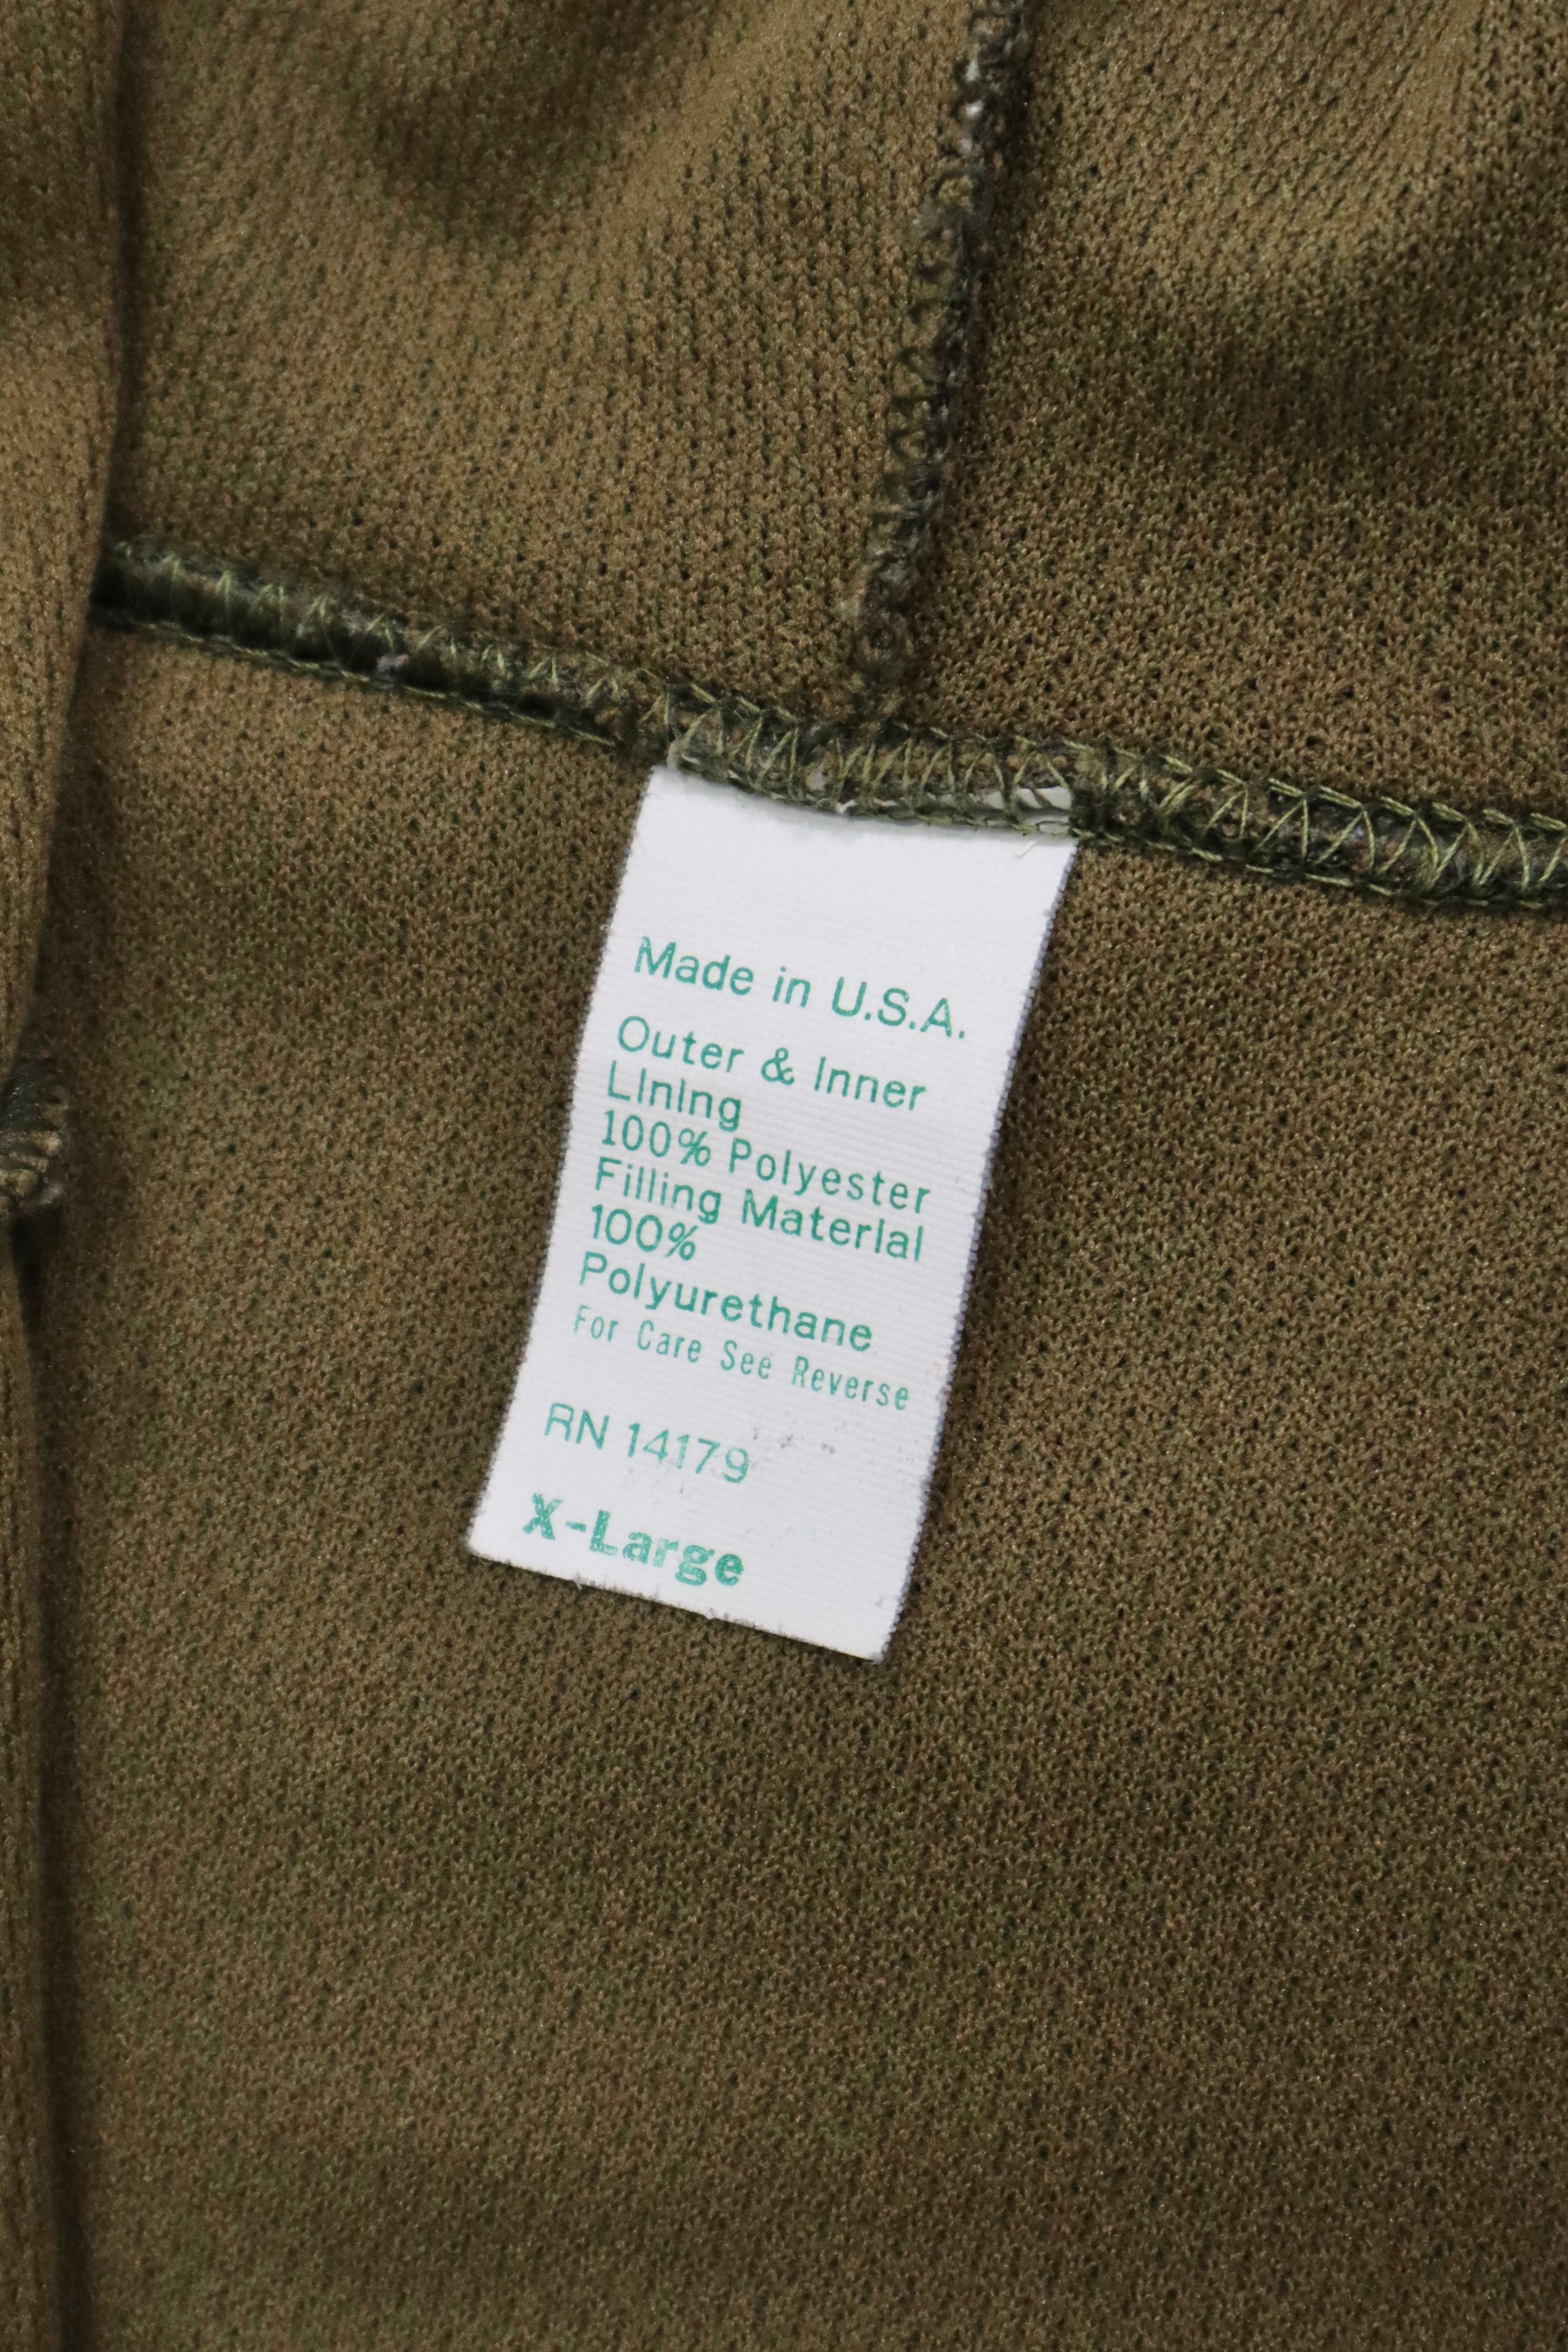 Made in U.S.A.
Outer & Inner
Lining
100% Polyester
Filling Material
100%
Polyurethane
For Care See Reverse
RN 14179
X-Large